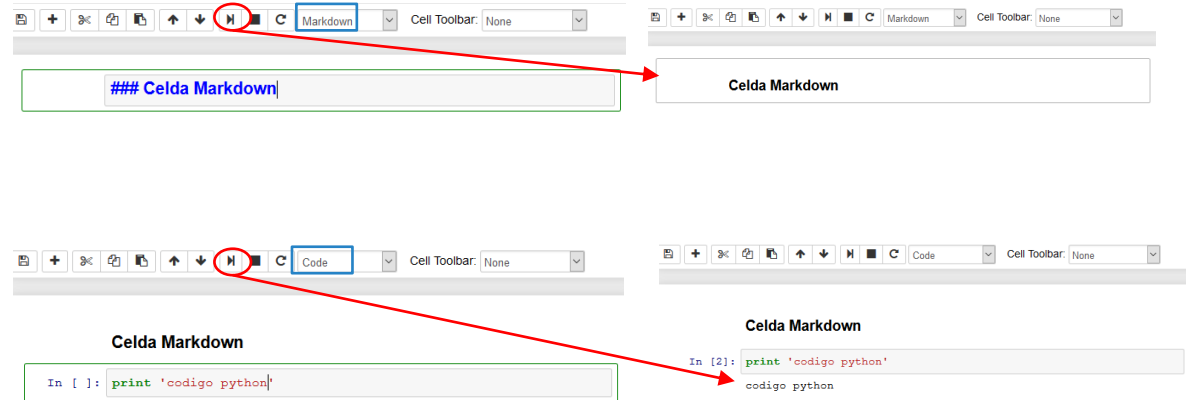 Markdown Cell Toolbar: None
### Celda Markdown
Markdown Cell Toolbar: None
Celda Markdown
Code Cell Toolbar: None
Celda Markdown
In [ ]: print 'codigo python'
Code Cell Toolbar: None
Celda Markdown
In [2]: print 'codigo python'
codigo python